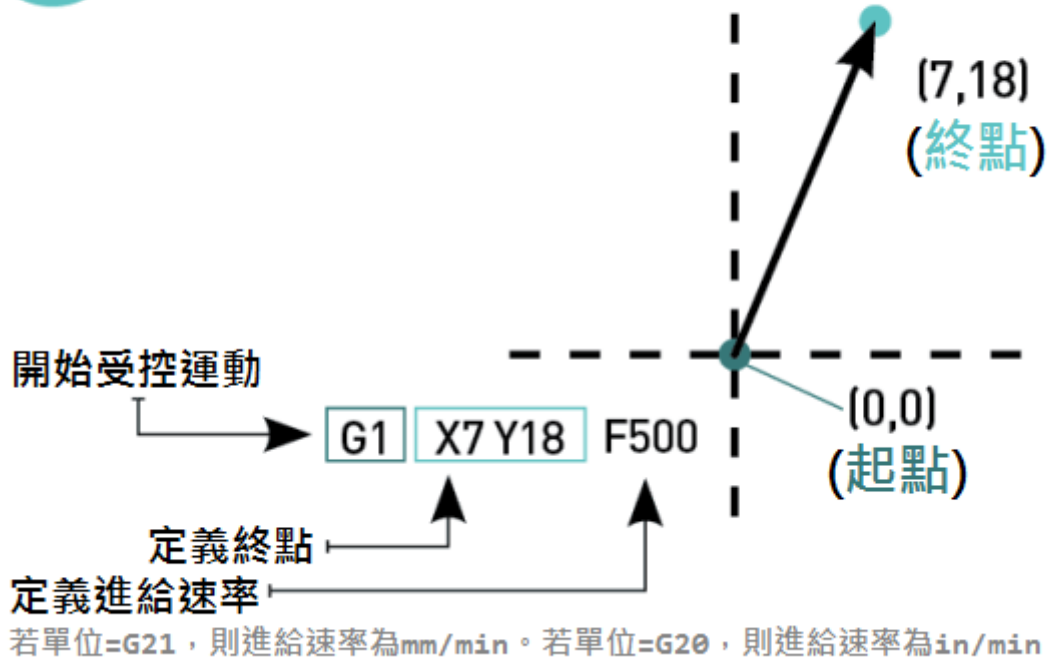 (7,18)
(終點)
開始受控運動
(0,0)
G1 X7 Y18 F500
(起點)
定義終點
定義進給速率
若單位=G21，則進給速率為mm/min。若單位=G20，則進給速率為in/min